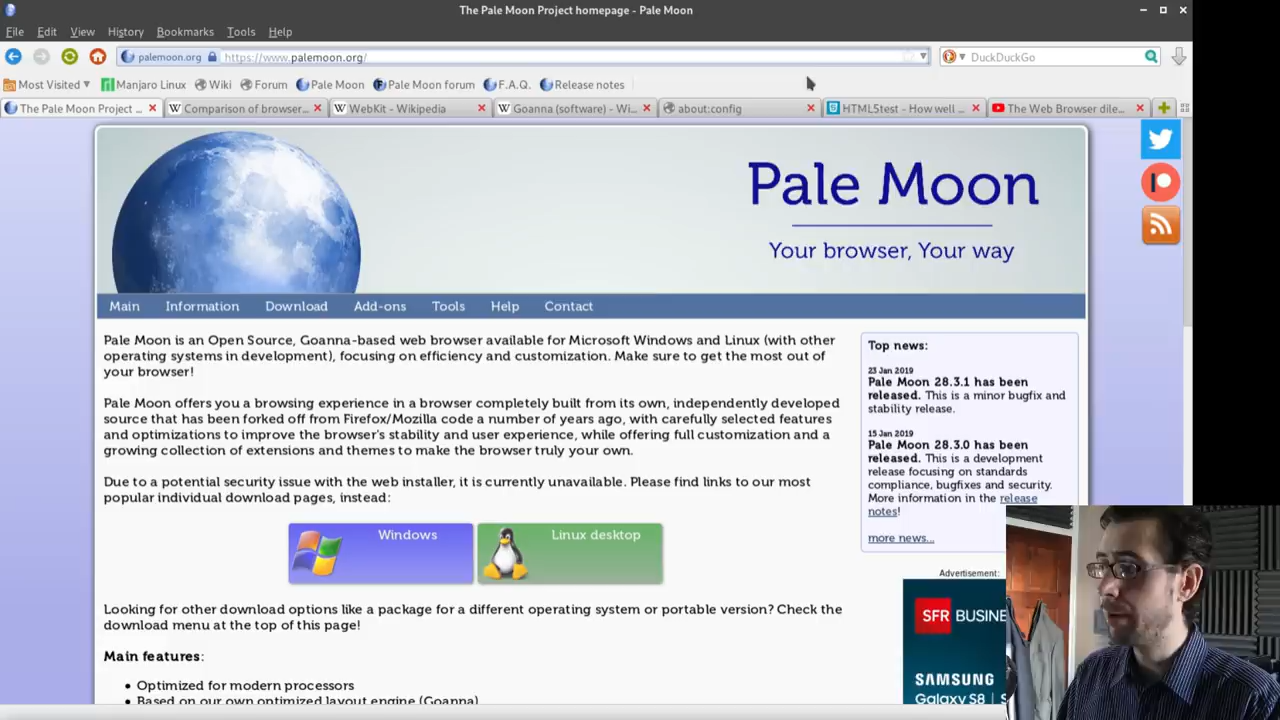 The Pale Moon Project homepage - Pale Moon
File Edit View History Bookmarks Tools Help
palemoon.org https://www.palemoon.org/ DuckDuckGo
Most Visited Manjaro Linux Wiki Forum Pale Moon Pale Moon forum F.A.Q. Release notes
The Pale Moon Project ... Comparison of browser... WebKit - Wikipedia Goanna (software) - Wi... about:config HTML5test - How well ... The Web Browser dile...
Pale Moon
Your browser, Your way
Main Information Download Add-ons Tools Help Contact
Pale Moon is an Open Source, Goanna-based web browser available for Microsoft Windows and Linux (with other
operating systems in development), focusing on efficiency and customization. Make sure to get the most out of
your browser!
Pale Moon offers you a browsing experience in a browser completely built from its own, independently developed
source that has been forked off from Firefox/Mozilla code a number of years ago, with carefully selected features
and optimizations to improve the browser's stability and user experience, while offering full customization and a
growing collection of extensions and themes to make the browser truly your own.
Due to a potential security issue with the web installer, it is currently unavailable. Please find links to our most
popular individual download pages, instead:
Windows
Linux desktop
Looking for other download options like a package for a different operating system or portable version? Check the
download menu at the top of this page!
Main features:
• Optimized for modern processors
• Based on our own optimized layout engine (Goanna)
Top news:
23 Jan 2019
Pale Moon 28.3.1 has been
released. This is a minor bugfix and
stability release.
15 Jan 2019
Pale Moon 28.3.0 has been
released. This is a development
release focusing on standards
compliance, bugfixes and security.
More information in the release
notes!
more news...
Advertisement:
SFR BUSINE
SAMSUNG
Galaxy S8 | S